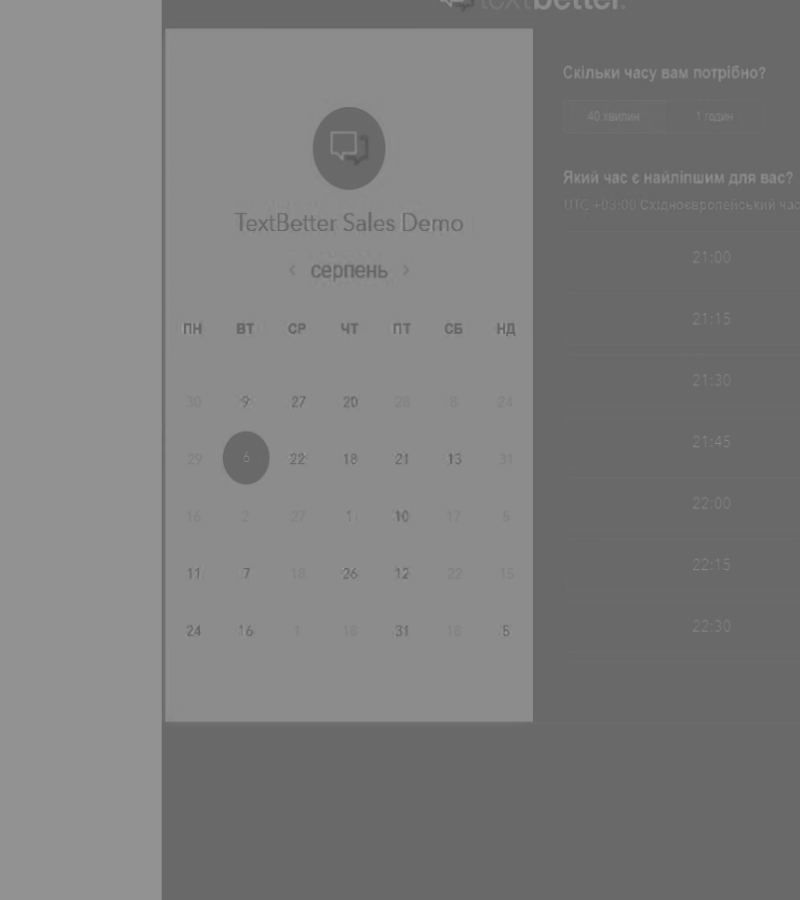 textbetter.
TextBetter Sales Demo
< серпень >
ПН ВТ СР ЧТ ПТ СБ НД
30 9 27 20 28 8 24
29 6 22 18 21 13 31
16 2 27 1 10 17 5
11 7 18 26 12 22 15
24 16 1 18 31 18 5
Скільки часу вам потрібно?
40 хвилин 1 годин
Який час є найліпшим для вас?
UTC +03:00 Східноєвропейський час
21:00
21:15
21:30
21:45
22:00
22:15
22:30